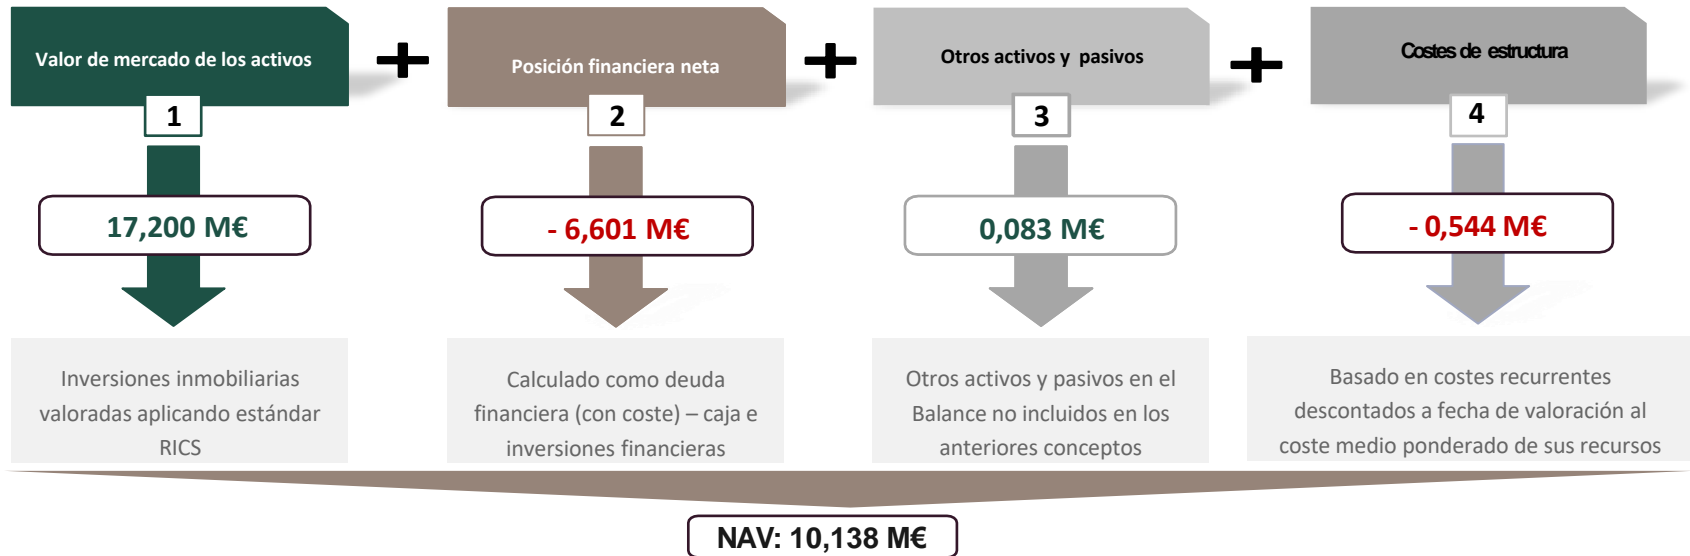 Valor de mercado de los activos
+
Posición financiera neta
+
Otros activos y pasivos
+
Costes de estructura
1
2
3
4
17,200 M€
- 6,601 M€
0,083 M€
- 0,544 M€
Inversiones inmobiliarias
valoradas aplicando estándar
RICS
Calculado como deuda
financiera (con coste) – caja e
inversiones financieras
Otros activos y pasivos en el
Balance no incluidos en los
anteriores conceptos
Basado en costes recurrentes
descontados a fecha de valoración al
coste medio ponderado de sus recursos
NAV: 10,138 M€